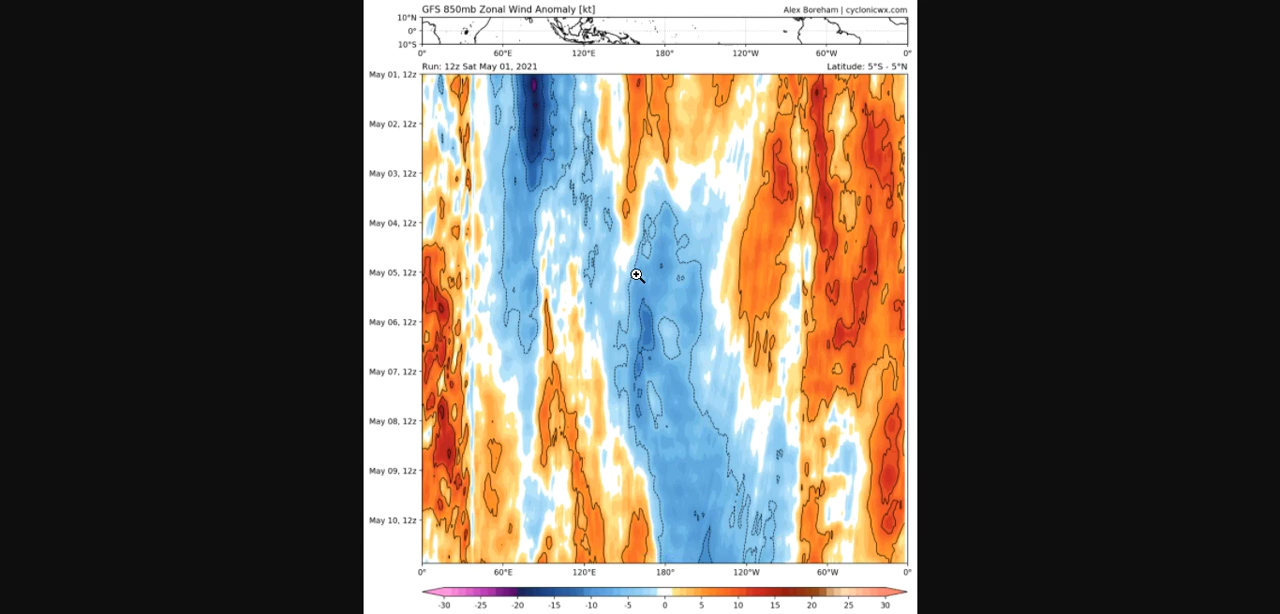 GFS 850mb Zonal Wind Anomaly [kt] Alex Boreham | cyclonicwx.com
10°N
0°
10°S
0° 60°E 120°E 180° 120°W 60°W 0°
Run: 12z Sat May 01, 2021 Latitude: 5°S - 5°N
May 01, 12z
May 02, 12z
May 03, 12z
May 04, 12z
May 05, 12z
May 06, 12z
May 07, 12z
May 08, 12z
May 09, 12z
May 10, 12z
0° 60°E 120°E 180° 120°W 60°W 0°
-30 -25 -20 -15 -10 -5 0 5 10 15 20 25 30